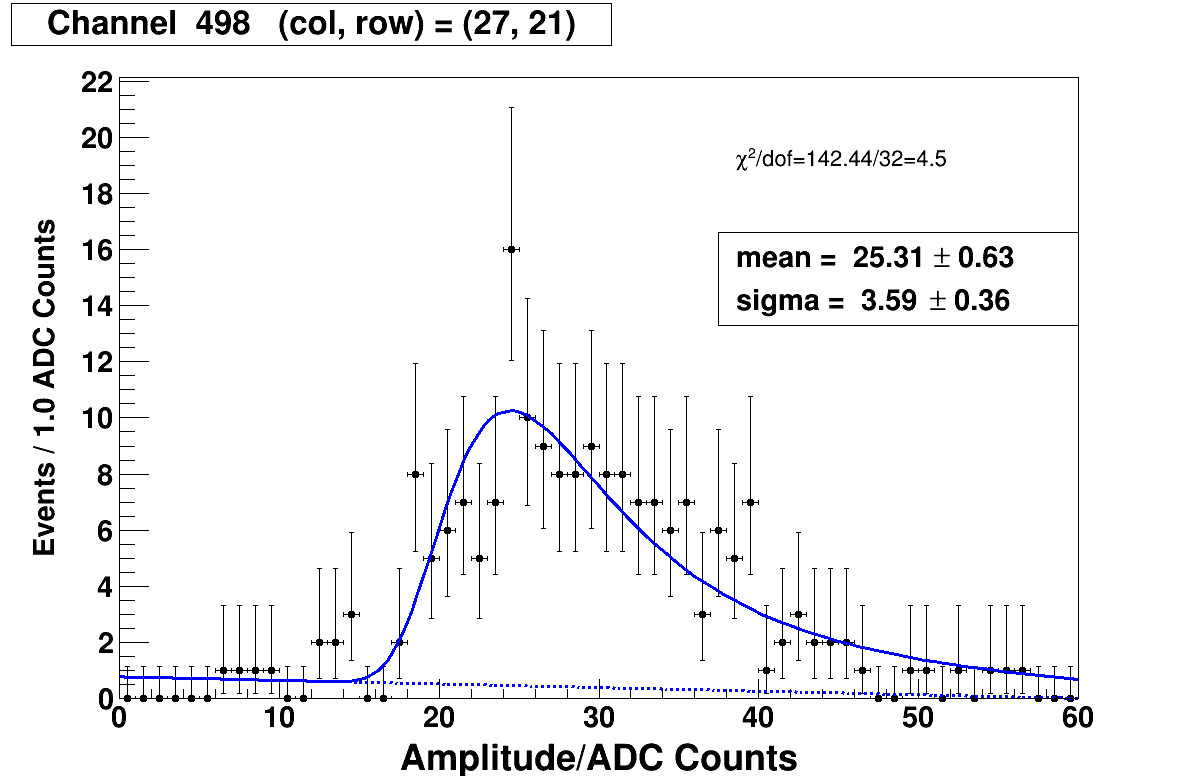 Channel  498   (col, row) = (27, 21)
22
20
18
16
14
12
10
8
6
4
2
0
Events / 1.0 ADC Counts
χ²/dof=142.44/32=4.5
mean =  25.31 ± 0.63
sigma =  3.59 ± 0.36
0 10 20 30 40 50 60
Amplitude/ADC Counts